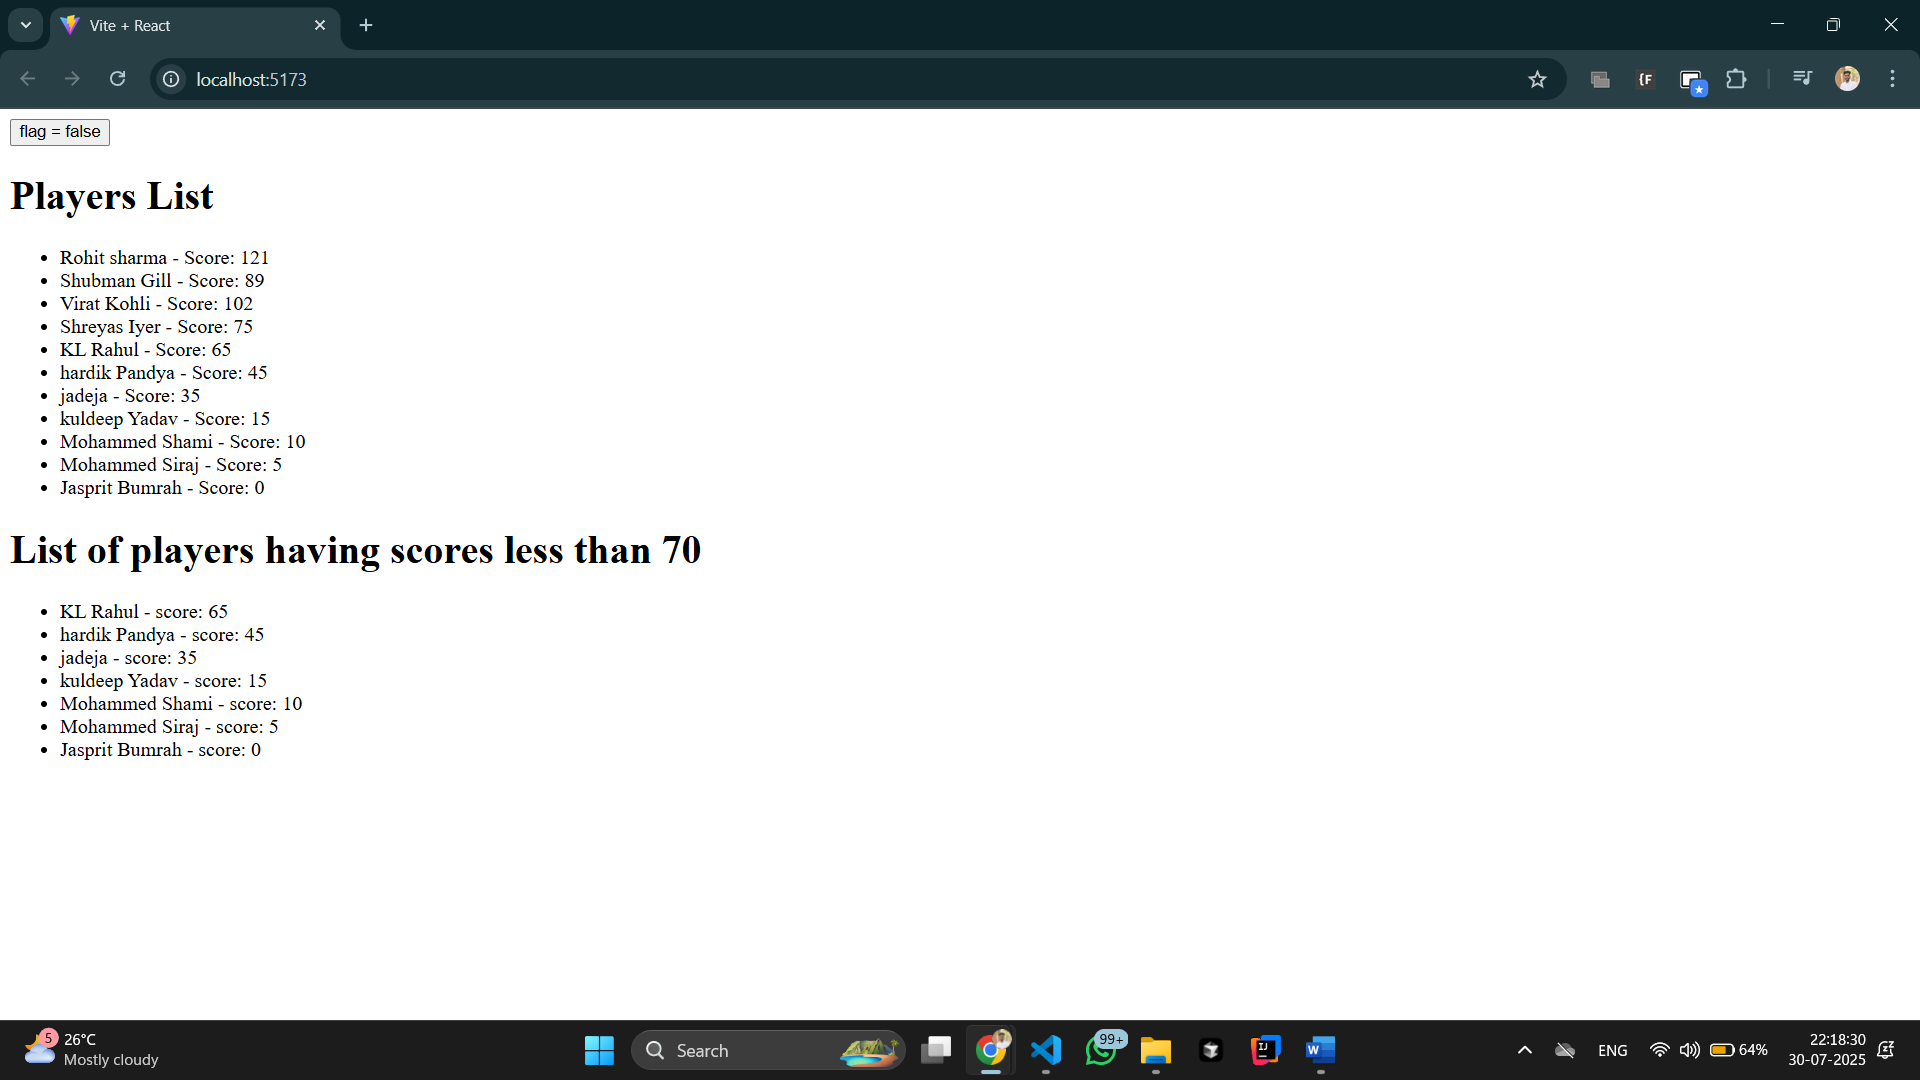 Vite + React
localhost:5173
{F
flag = false
Players List
Rohit sharma - Score: 121
Shubman Gill - Score: 89
Virat Kohli - Score: 102
Shreyas Iyer - Score: 75
KL Rahul - Score: 65
hardik Pandya - Score: 45
jadeja - Score: 35
kuldeep Yadav - Score: 15
Mohammed Shami - Score: 10
Mohammed Siraj - Score: 5
Jasprit Bumrah - Score: 0
List of players having scores less than 70
KL Rahul - score: 65
hardik Pandya - score: 45
jadeja - score: 35
kuldeep Yadav - score: 15
Mohammed Shami - score: 10
Mohammed Siraj - score: 5
Jasprit Bumrah - score: 0
5
26°C
Mostly cloudy
Search
99+
IJ
W
ENG
64%
22:18:30
30-07-2025